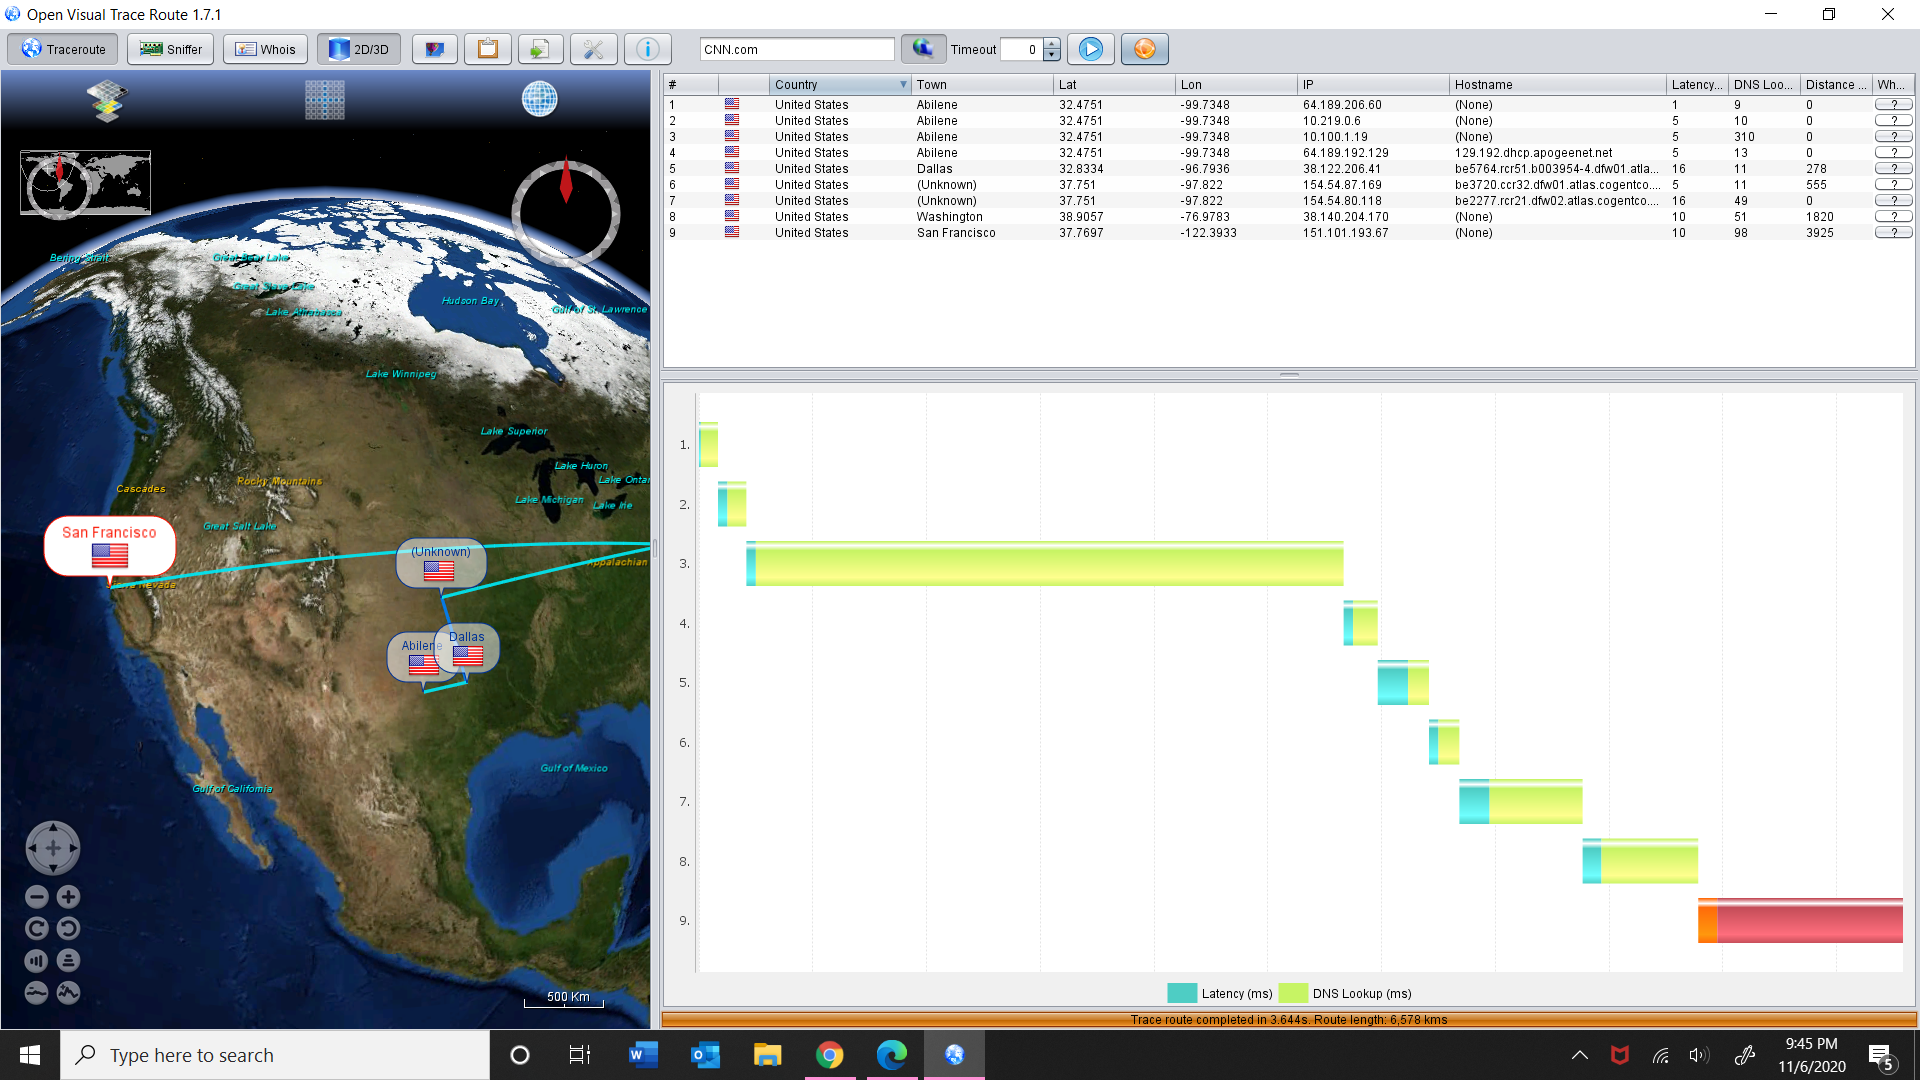 Open Visual Trace Route 1.7.1
Traceroute Sniffer Whois 2D/3D CNN.com Timeout 0
# Country Town Lat Lon IP Hostname Latency... DNS Loo... Distance ... Wh...
1 United States Abilene 32.4751 -99.7348 64.189.206.60 (None) 1 9 0 ?
2 United States Abilene 32.4751 -99.7348 10.219.0.6 (None) 5 10 0 ?
3 United States Abilene 32.4751 -99.7348 10.100.1.19 (None) 5 310 0 ?
4 United States Abilene 32.4751 -99.7348 64.189.192.129 129.192.dhcp.apogeenet.net 5 13 0 ?
5 United States Dallas 32.8334 -96.7936 38.122.206.41 be5764.rcr51.b003954-4.dfw01.atla... 16 11 278 ?
6 United States (Unknown) 37.751 -97.822 154.54.87.169 be3720.ccr32.dfw01.atlas.cogentco.... 5 11 555 ?
7 United States (Unknown) 37.751 -97.822 154.54.80.118 be2277.rcr21.dfw02.atlas.cogentco.... 16 49 0 ?
8 United States Washington 38.9057 -76.9783 38.140.204.170 (None) 10 51 1820 ?
9 United States San Francisco 37.7697 -122.3933 151.101.193.67 (None) 10 98 3925 ?
Bering Strait
Great Bear Lake
Great Slave Lake
Lake Athabasca
Hudson Bay
Gulf of St. Lawrence
Lake Winnipeg
Lake Superior
Lake Huron
Lake Ontar
Lake Michigan
Lake Erie
Cascades
Rocky Mountains
Great Salt Lake
San Francisco
(Unknown)
Appalachian
Sierra Nevada
Abilene
Dallas
Gulf of Mexico
Gulf of California
500 Km
1.
2.
3.
4.
5.
6.
7.
8.
9.
Latency (ms) DNS Lookup (ms)
Trace route completed in 3.644s. Route length: 6,578 kms
Type here to search
9:45 PM
11/6/2020
5